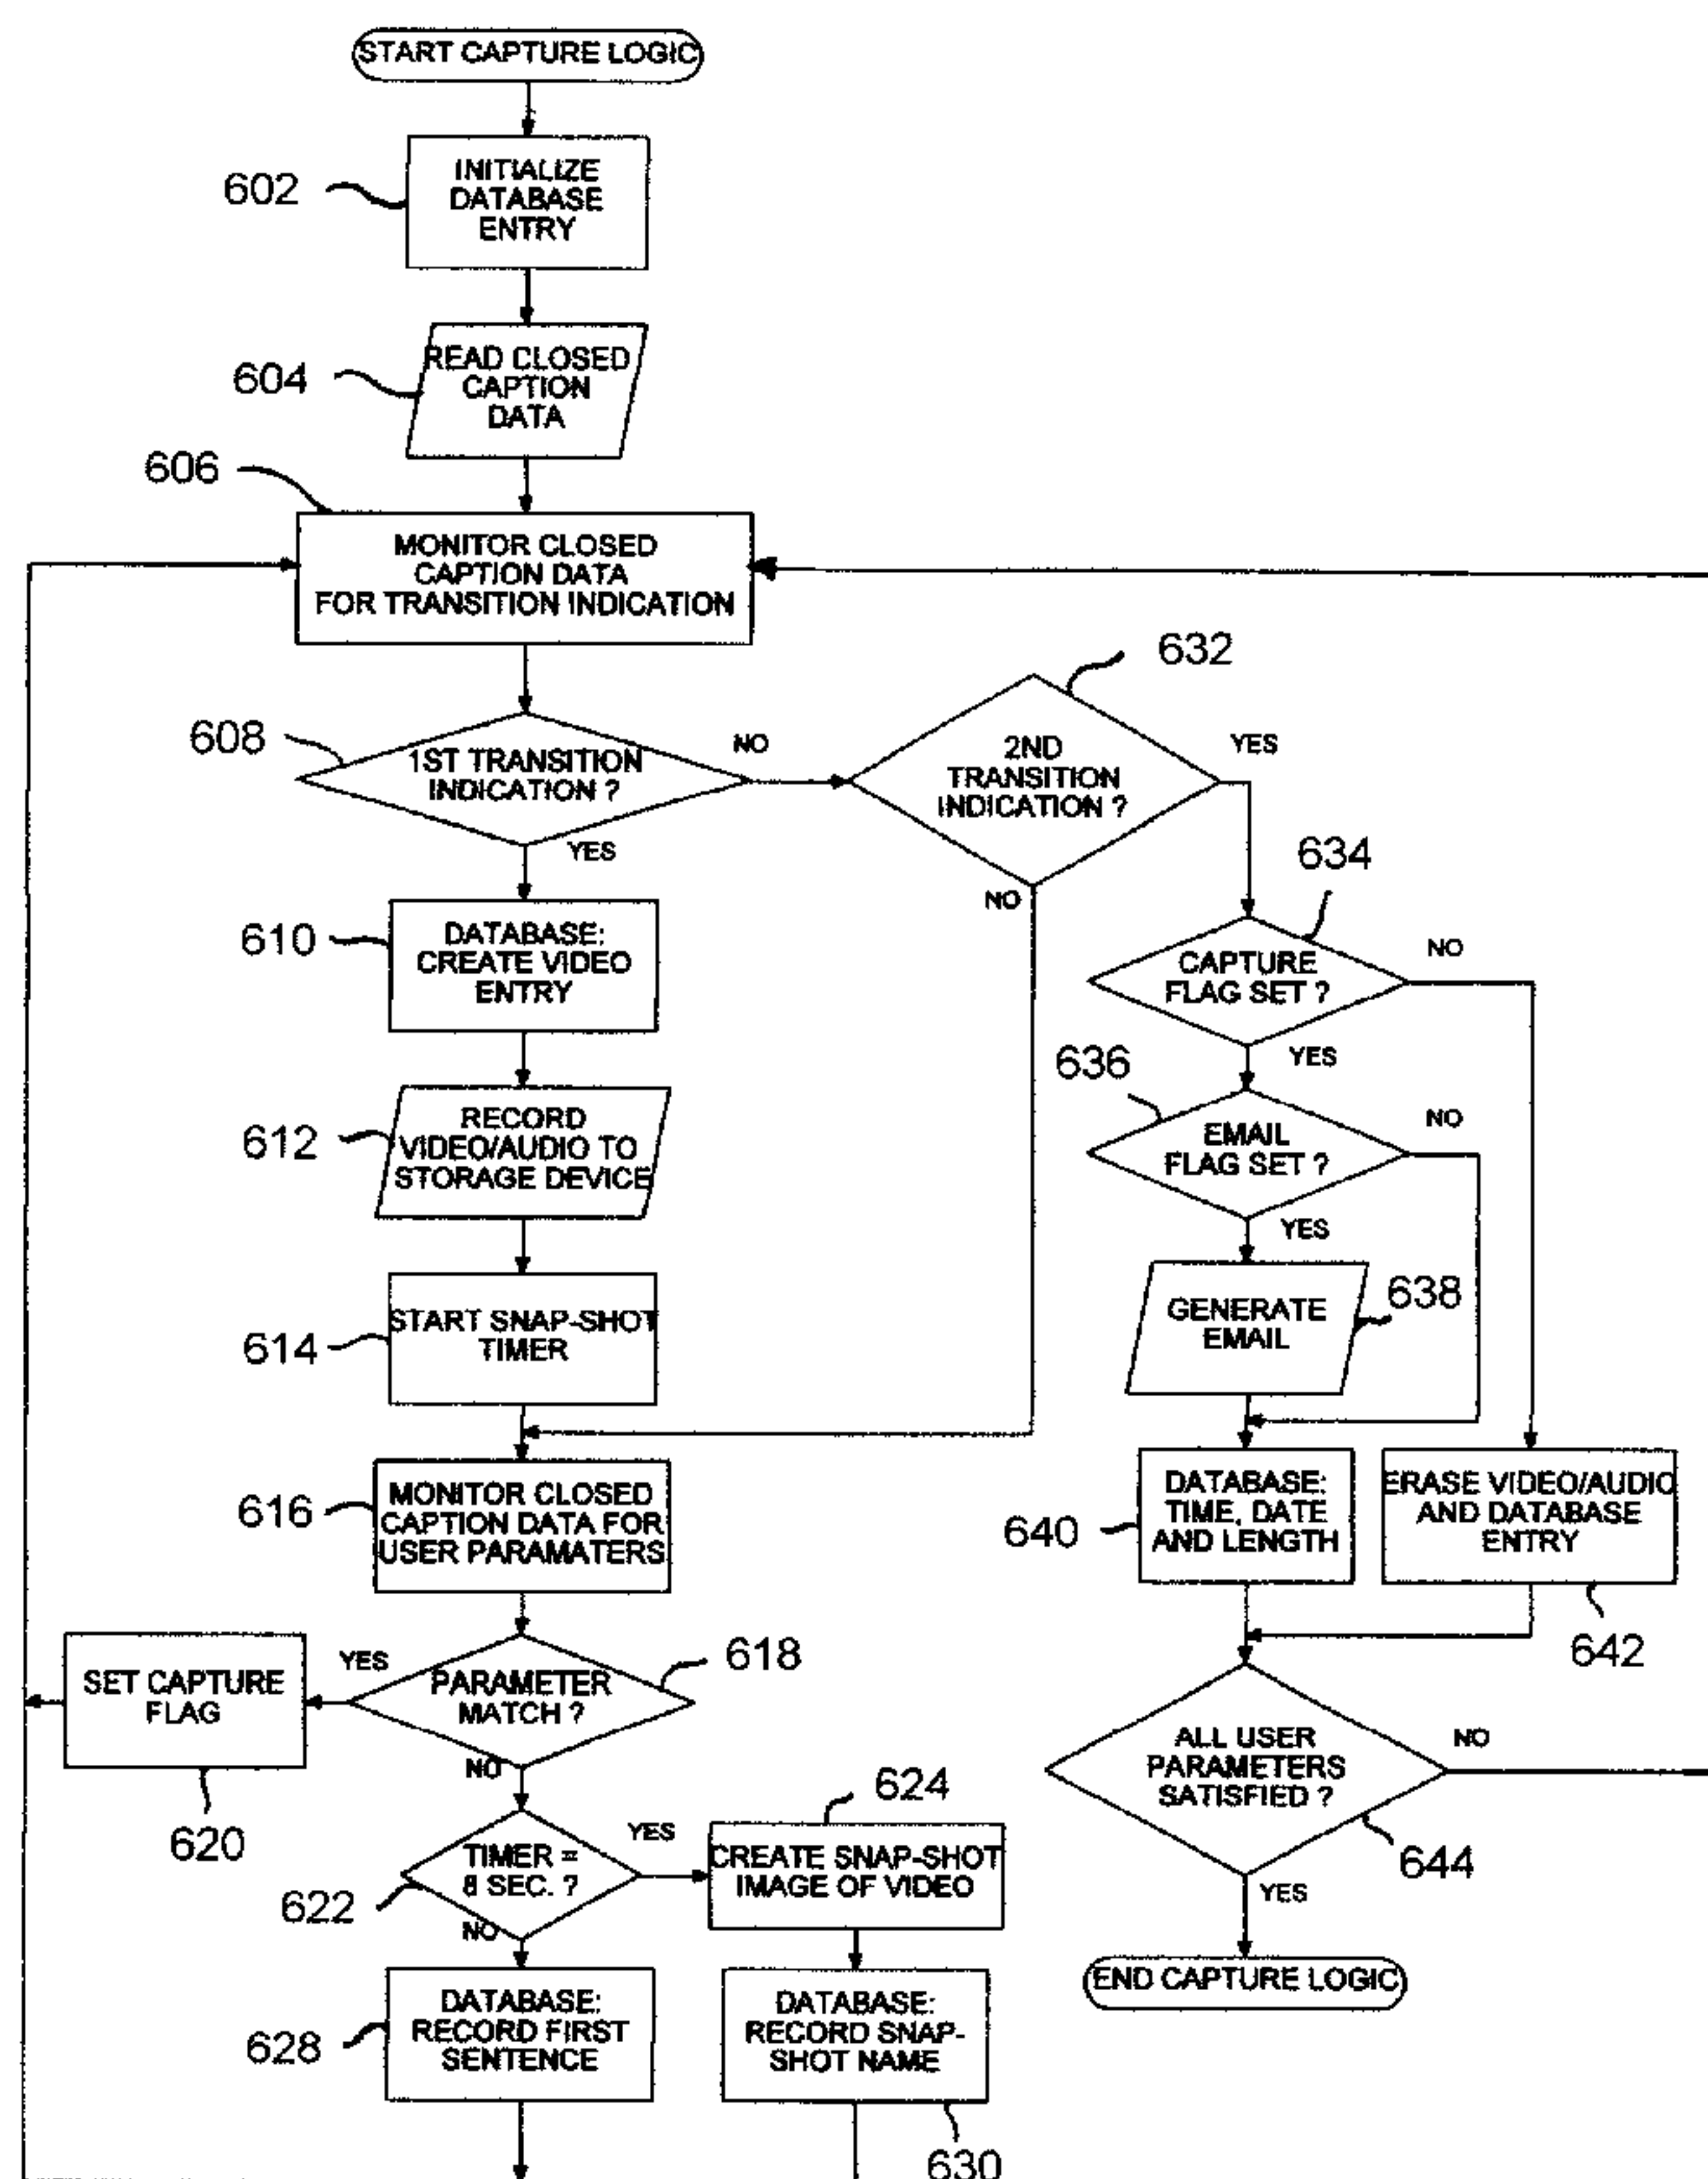 START CAPTURE LOGIC
602
INITIALIZE
DATABASE
ENTRY
604
READ CLOSED
CAPTION
DATA
606
MONITOR CLOSED
CAPTION DATA
FOR TRANSITION INDICATION
608
1ST TRANSITION
INDICATION ?
NO
YES
632
2ND
TRANSITION
INDICATION ?
YES
NO
610
DATABASE:
CREATE VIDEO
ENTRY
634
CAPTURE
FLAG SET ?
NO
YES
612
RECORD
VIDEO/AUDIO TO
STORAGE DEVICE
636
EMAIL
FLAG SET ?
NO
YES
614
START SNAP-SHOT
TIMER
GENERATE
EMAIL
638
616
MONITOR CLOSED
CAPTION DATA FOR
USER PARAMATERS
640
DATABASE:
TIME, DATE
AND LENGTH
ERASE VIDEO/AUDIO
AND DATABASE
ENTRY
642
SET CAPTURE
FLAG
620
YES
PARAMETER
MATCH ?
618
NO
ALL USER
PARAMETERS
SATISFIED ?
NO
644
YES
622
TIMER =
8 SEC. ?
YES
NO
624
CREATE SNAP-SHOT
IMAGE OF VIDEO
END CAPTURE LOGIC
628
DATABASE:
RECORD FIRST
SENTENCE
DATABASE:
RECORD SNAP-
SHOT NAME
630